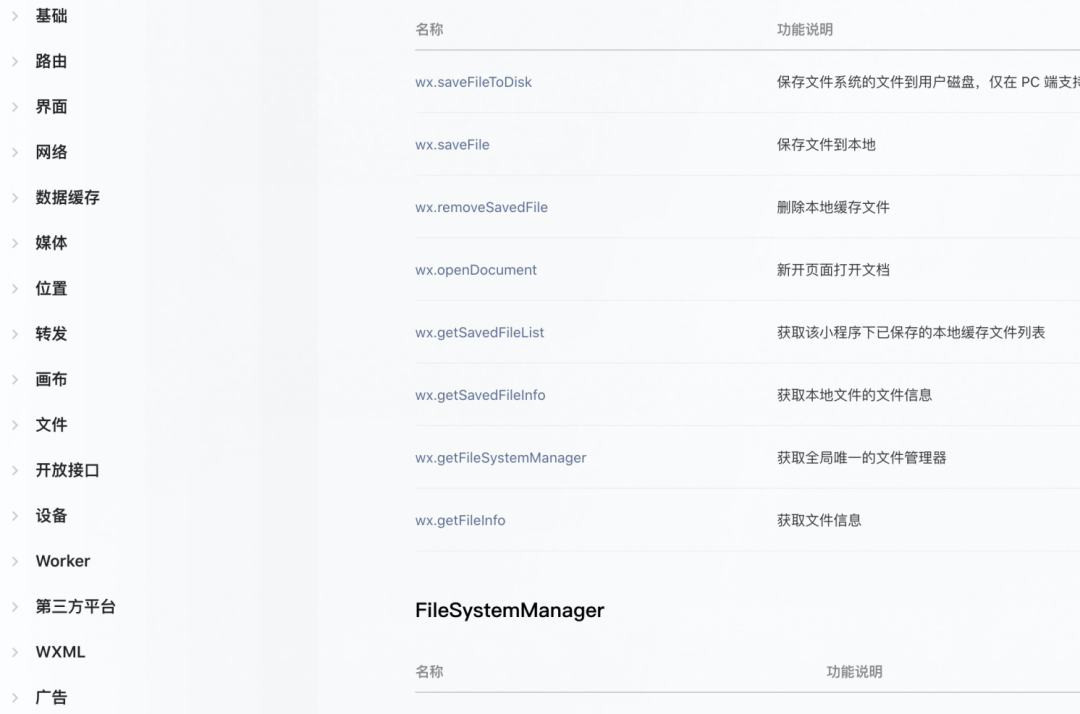 基础
路由
界面
网络
数据缓存
媒体
位置
转发
画布
文件
开放接口
设备
Worker
第三方平台
WXML
广告
名称 功能说明
wx.saveFileToDisk 保存文件系统的文件到用户磁盘，仅在 PC 端支持
wx.saveFile 保存文件到本地
wx.removeSavedFile 删除本地缓存文件
wx.openDocument 新开页面打开文档
wx.getSavedFileList 获取该小程序下已保存的本地缓存文件列表
wx.getSavedFileInfo 获取本地文件的文件信息
wx.getFileSystemManager 获取全局唯一的文件管理器
wx.getFileInfo 获取文件信息
FileSystemManager
名称 功能说明